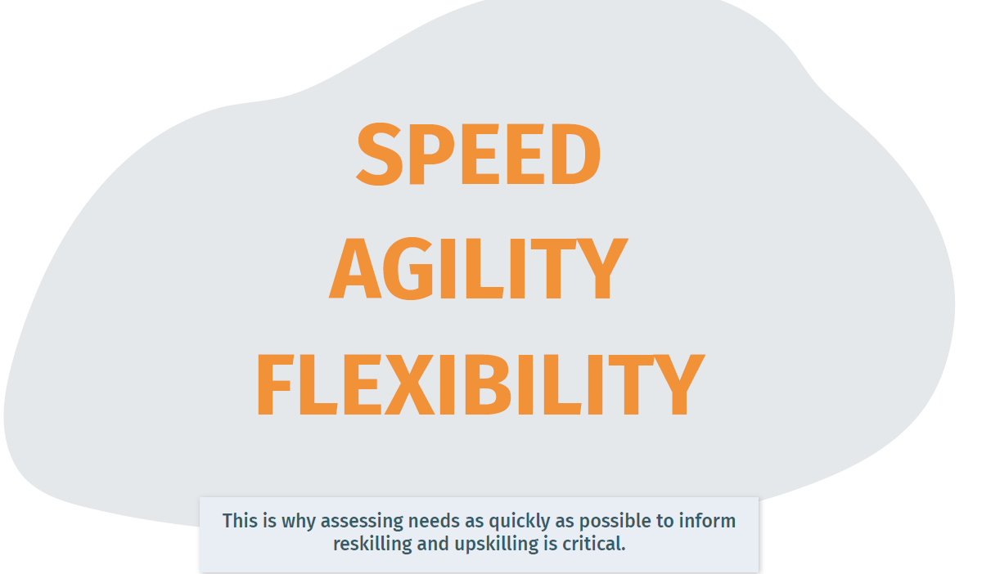 SPEED
AGILITY
FLEXIBILITY
This is why assessing needs as quickly as possible to inform
reskilling and upskilling is critical.